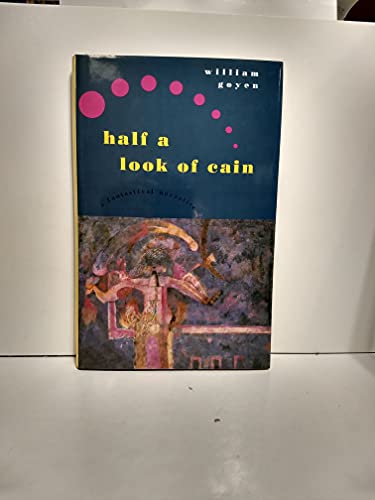 william
goyen
half a
look of cain
a fantastical narrative